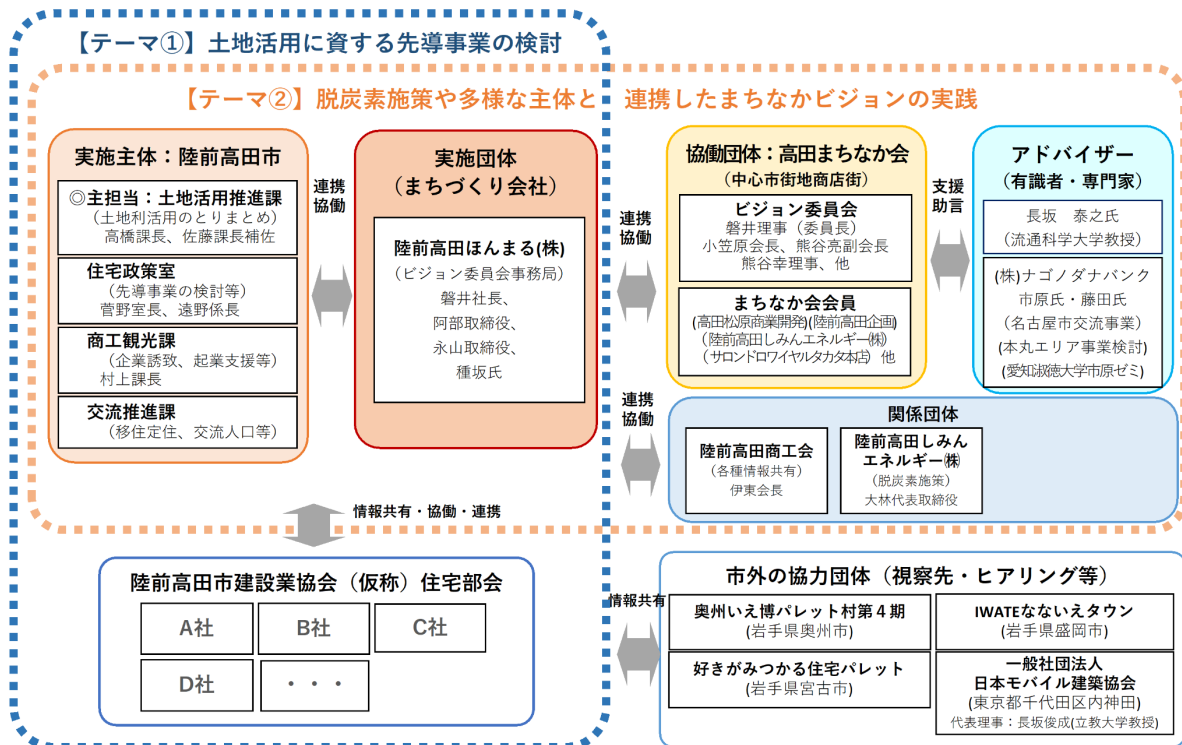 【テーマ①】土地活用に資する先導事業の検討
【テーマ②】脱炭素施策や多様な主体と 連携したまちなかビジョンの実践
実施主体：陸前高田市
◎主担当：土地活用推進課
（土地利活用のとりまとめ）
高橋課長、佐藤課長補佐
住宅政策室
（先導事業の検討等）
菅野室長、遠野係長
商工観光課
（企業誘致、起業支援等）
村上課長
交流推進課
（移住定住、交流人口等）
連携
協働
実施団体
（まちづくり会社）
陸前高田ほんまる(株)
（ビジョン委員会事務局）
磐井社長、
阿部取締役、
永山取締役、
種坂氏
連携
協働
協働団体：高田まちなか会
（中心市街地商店街）
ビジョン委員会
磐井理事（委員長）
小笠原会長、熊谷亮副会長
熊谷幸理事、他
まちなか会会員
(高田松原商業開発)(陸前高田企画)
（陸前高田しみんエネルギー㈱）
（サロンドロワイヤルタカタ本店） 他
支援
助言
アドバイザー
（有識者・専門家）
長坂 泰之氏
（流通科学大学教授）
(株)ナゴノダナバンク
市原氏・藤田氏
（名古屋市交流事業）
（本丸エリア事業検討）
（愛知淑徳大学市原ゼミ）
連携
協働
関係団体
陸前高田商工会
（各種情報共有）
伊東会長
陸前高田しみん
エネルギー㈱
（脱炭素施策）
大林代表取締役
情報共有・協働・連携
陸前高田市建設業協会（仮称）住宅部会
A社
B社
C社
D社
・・・
情報共有
市外の協力団体（視察先・ヒアリング等）
奥州いえ博パレット村第４期
（岩手県奥州市）
IWATEなないえタウン
（岩手県盛岡市）
好きがみつかる住宅パレット
（岩手県宮古市）
一般社団法人
日本モバイル建築協会
（東京都千代田区内神田）
代表理事：長坂俊成(立教大学教授)